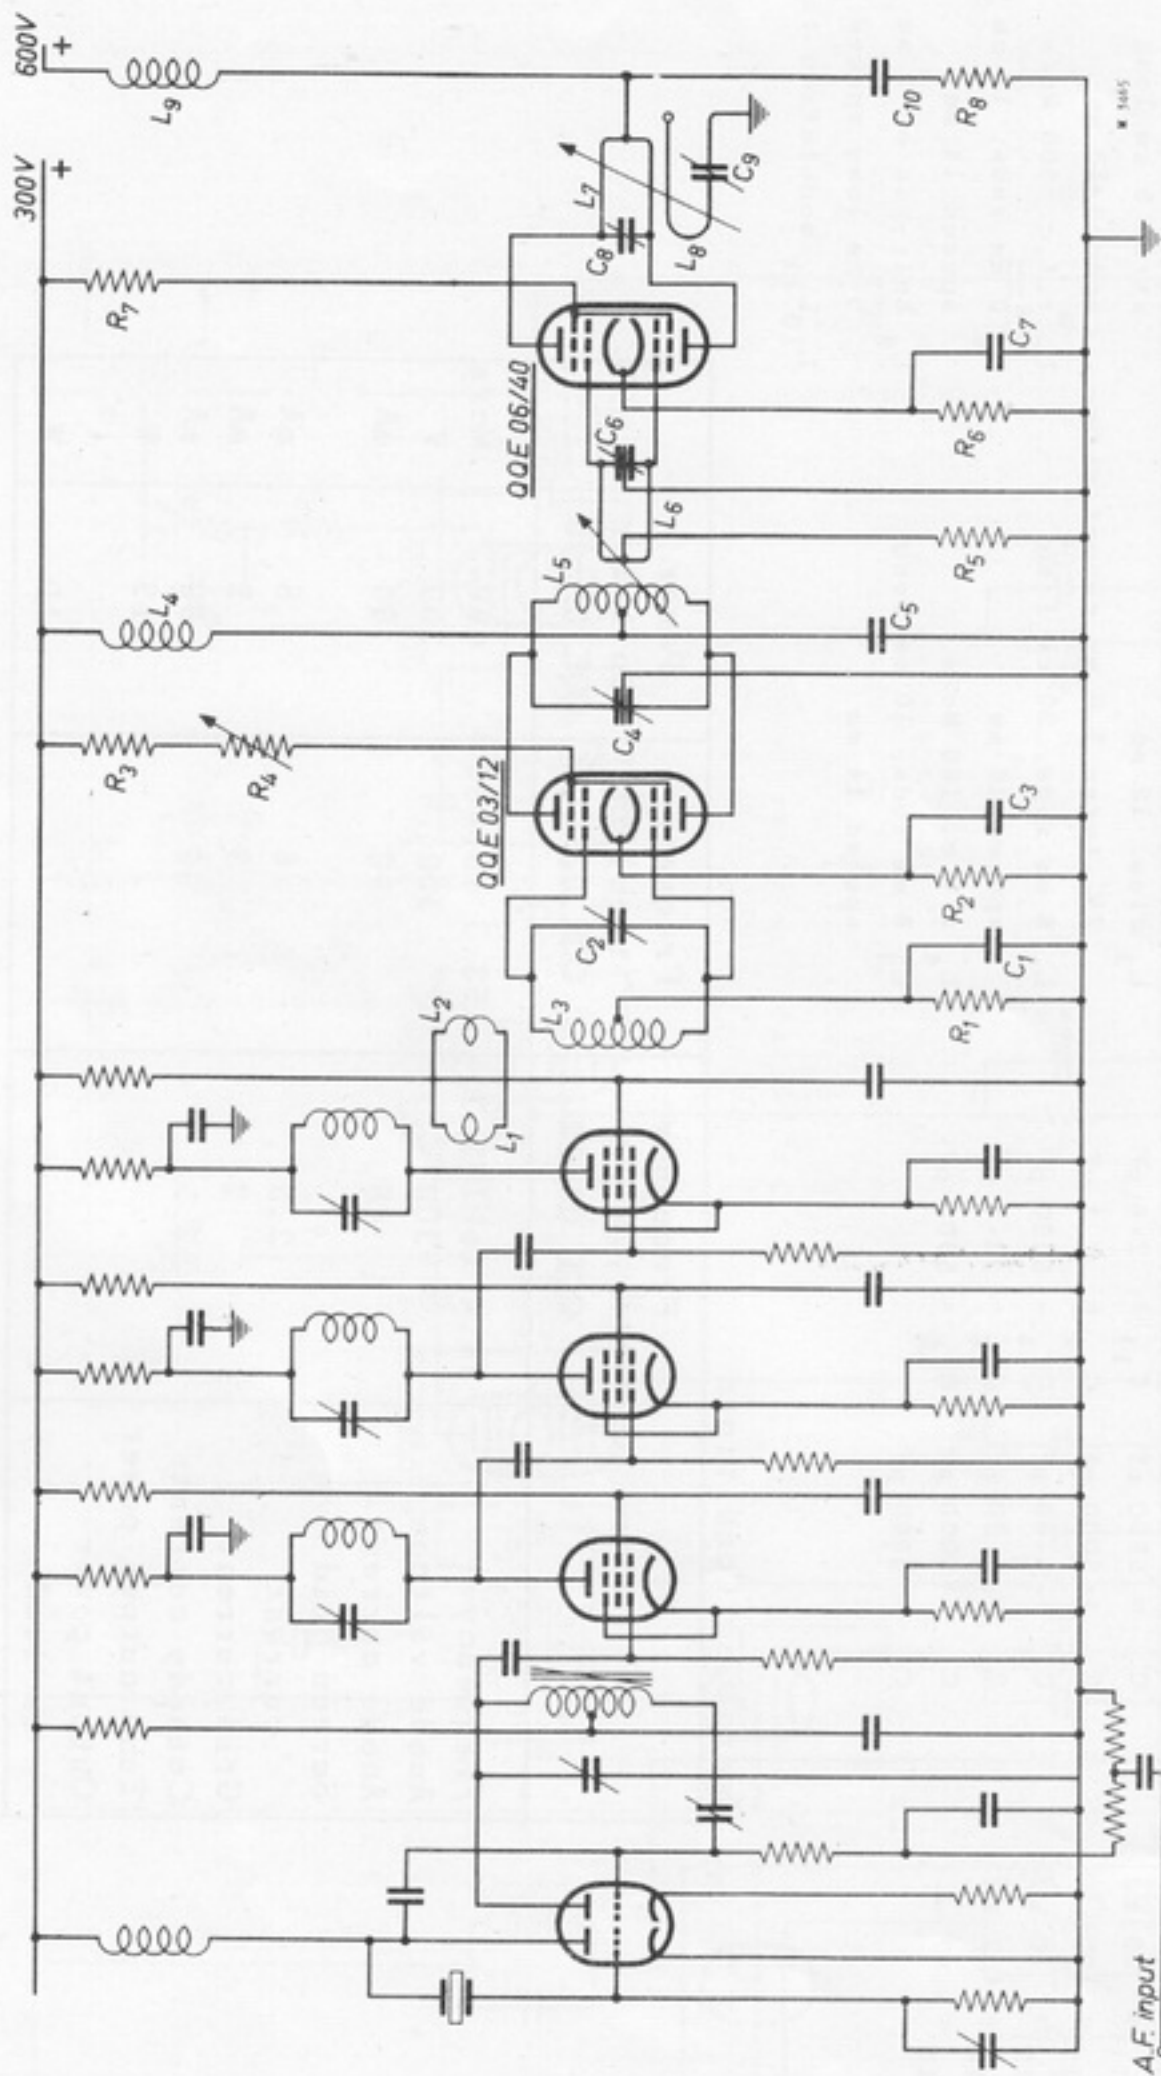 600V
+
300V
+
L9
R7
L4
R3
R4
QQE 06/40
QQE 03/12
L7
C8
L8
C9
C10
R8
C6
L6
L5
C4
C5
R5
R6
C7
L2
L1
L3
C2
R2
C3
R1
C1
A.F. input